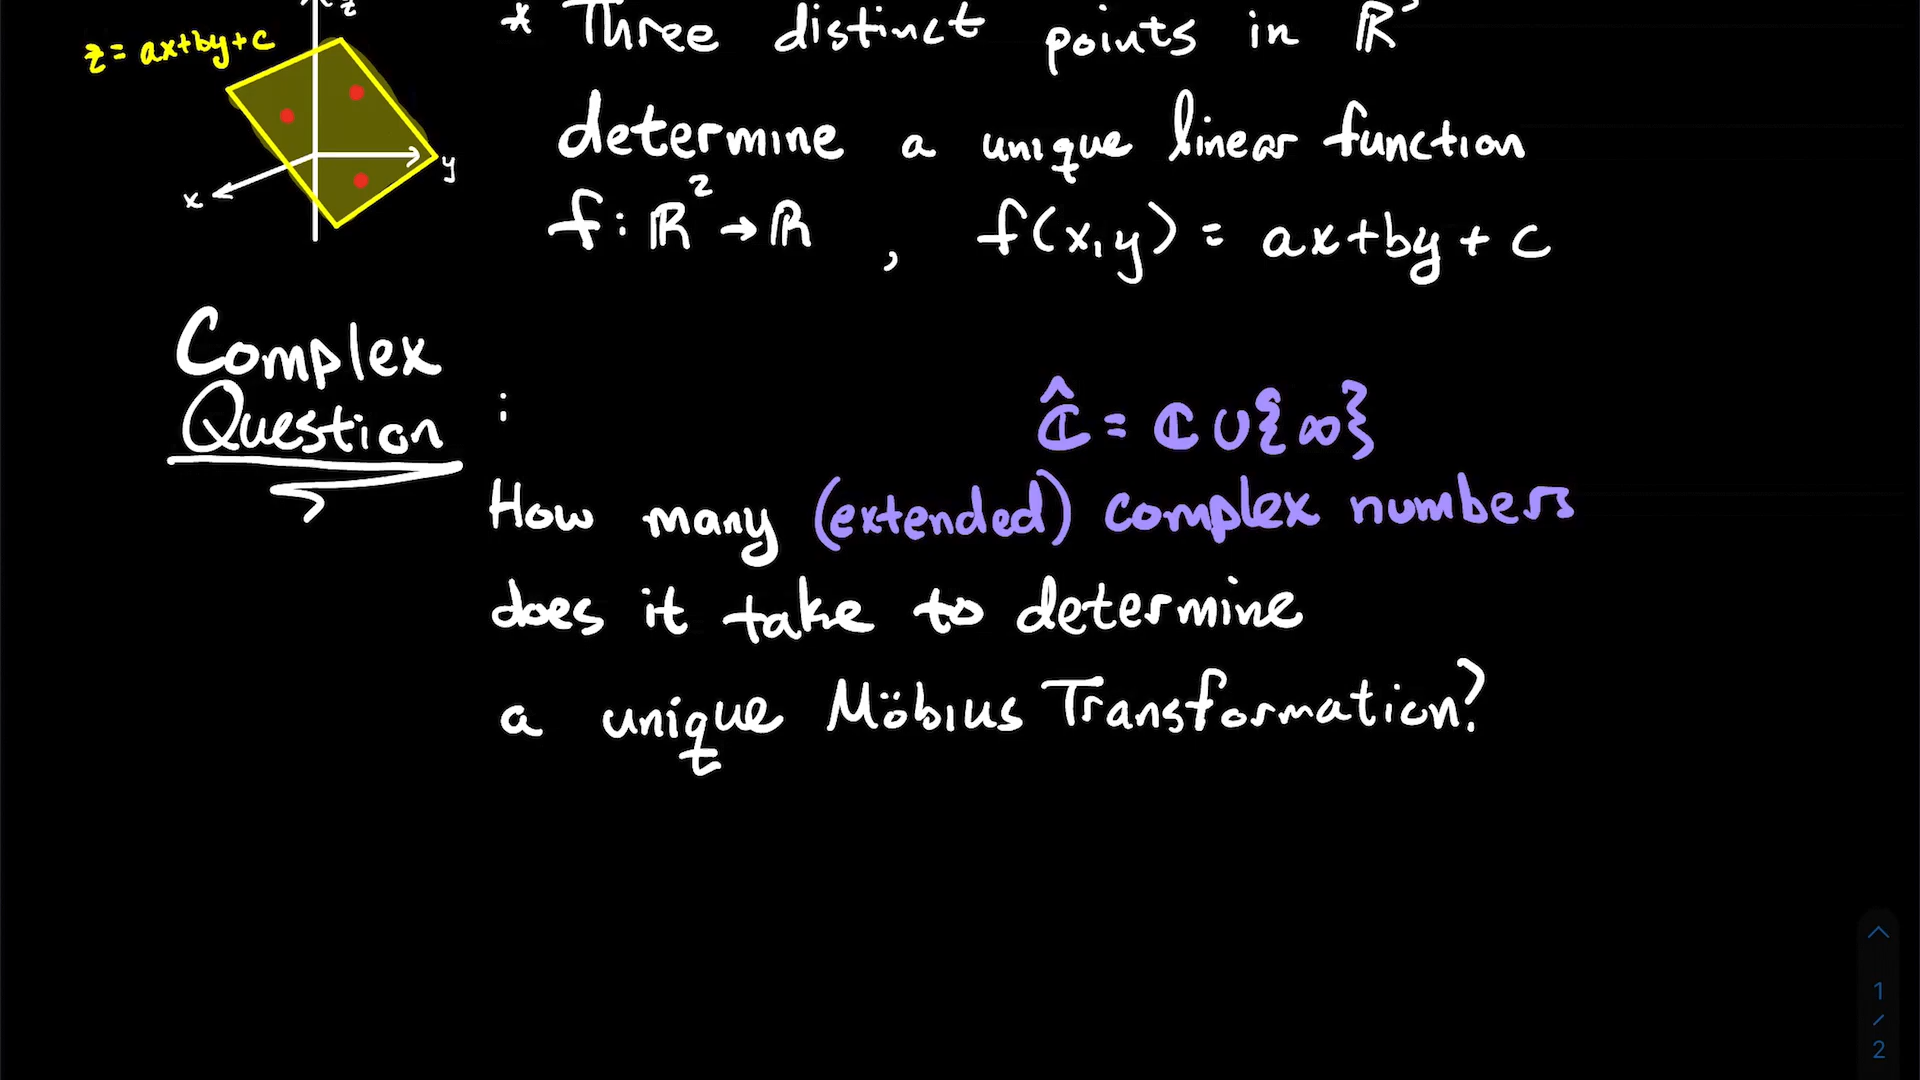 z
z = ax+by+c
y
x
* Three distinct points in ℝ³
determine a unique linear function
f: ℝ² → ℝ , f(x,y) = ax+by+c
Complex
Question :
Ĉ = ℂ ∪ {∞}
How many (extended) complex numbers
does it take to determine
a unique Möbius Transformation?
1
/
2